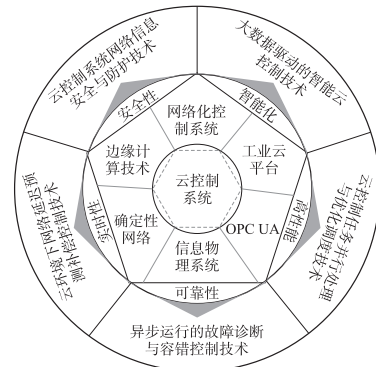 云控制系统网络信息
安全与防护技术
大数据驱动的智能云
控制技术
云控制任务并行处理
与优化调度技术
异步运行的故障诊断
与容错控制技术
云环境下网络延迟预
测补偿控制技术
安全性
智能化
高性能
可靠性
实时性
网络化控
制系统
工业云
平台
OPC UA
信息物
理系统
确定性
网络
边缘计
算技术
云控制
系统